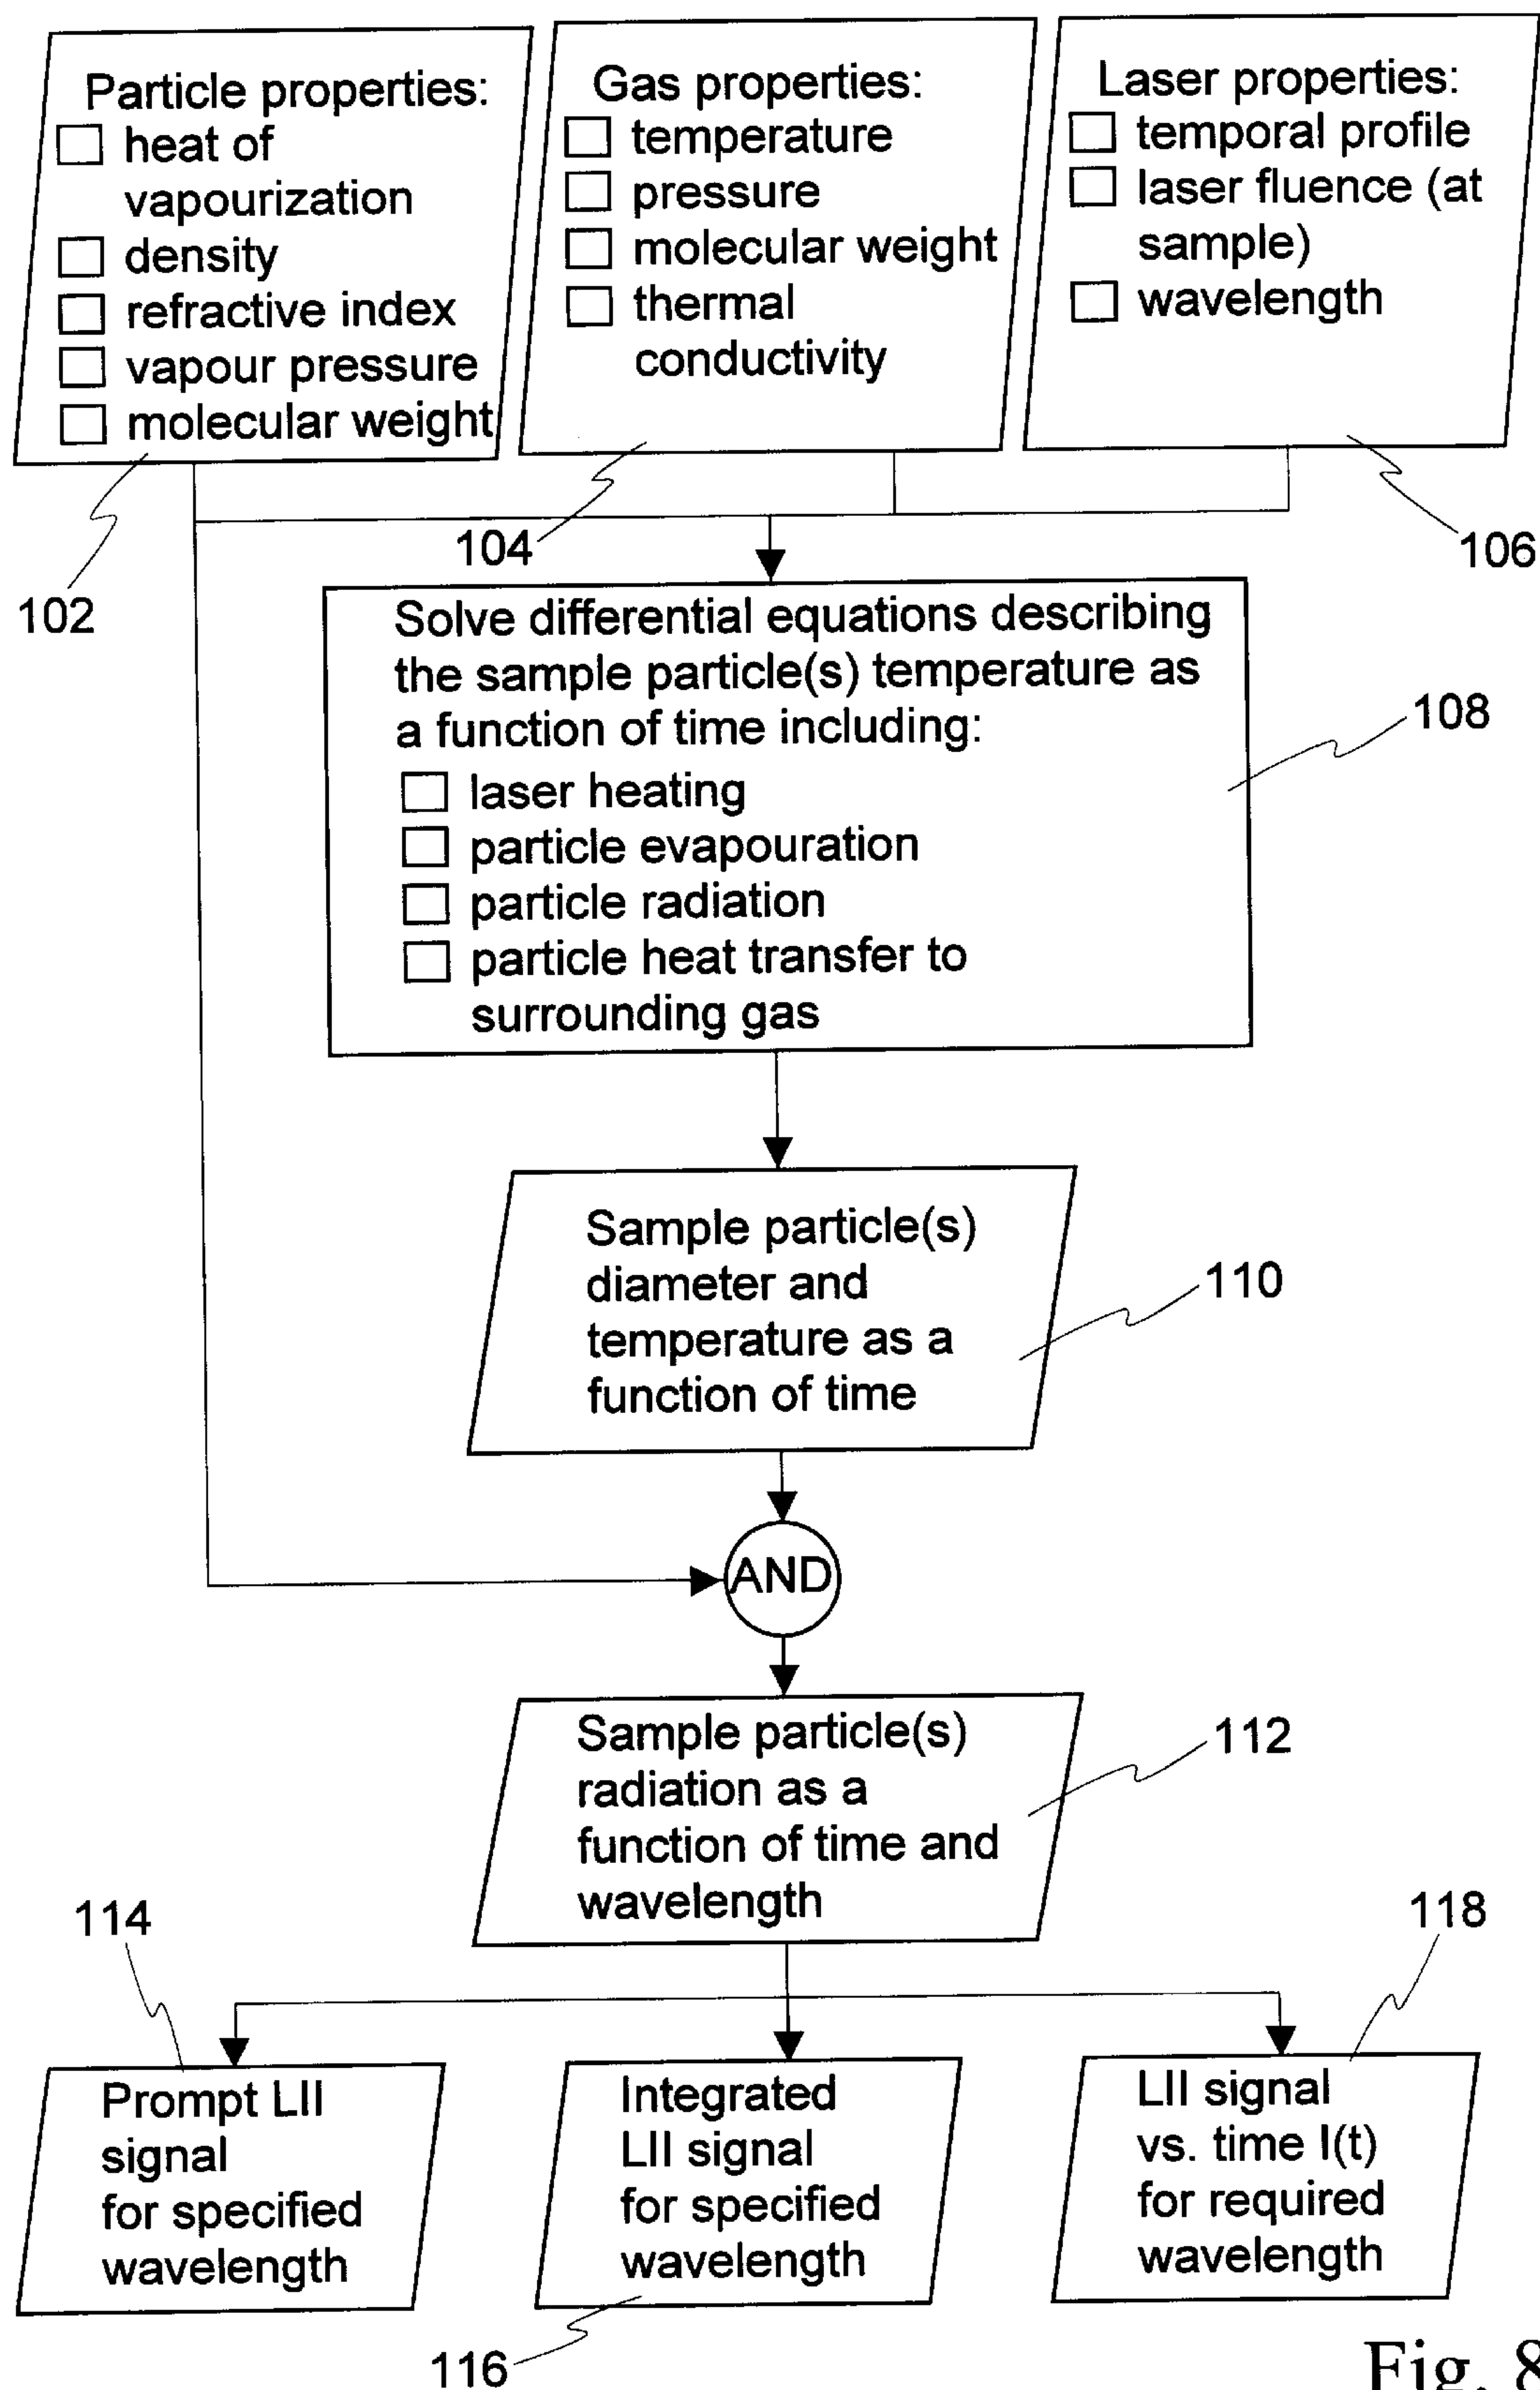 Particle properties:
heat of
vapourization
density
refractive index
vapour pressure
molecular weight
Gas properties:
temperature
pressure
molecular weight
thermal
conductivity
Laser properties:
temporal profile
laser fluence (at
sample)
wavelength
102
104
106
Solve differential equations describing
the sample particle(s) temperature as
a function of time including:
laser heating
particle evapouration
particle radiation
particle heat transfer to
surrounding gas
108
Sample particle(s)
diameter and
temperature as a
function of time
110
AND
Sample particle(s)
radiation as a
function of time and
wavelength
112
114
118
Prompt LII
signal
for specified
wavelength
Integrated
LII signal
for specified
wavelength
LII signal
vs. time I(t)
for required
wavelength
116
Fig. 8